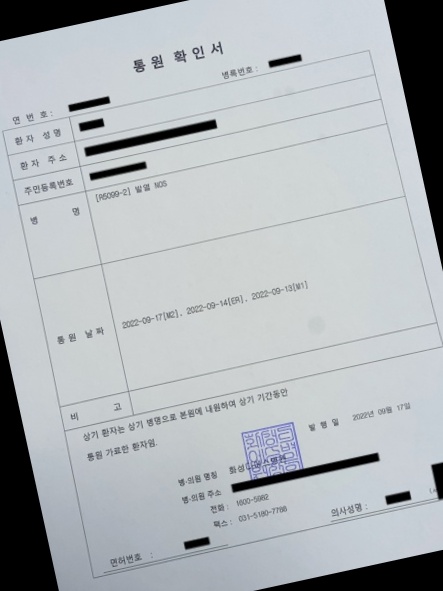 통 원 확 인 서
연 번 호 :
병록번호 :
환 자 성 명
환 자 주 소
주민등록번호
병 명
[R5099-2] 발열 NOS
통 원 날 짜
2022-09-17[M2], 2022-09-14[ER], 2022-09-13[M1]
비 고
상기 환자는 상기 병명으로 본원에 내원하여 상기 기간동안
통원 가료한 환자임.
발 행 일 2022년 09월 17일
병·의원 명칭 화성
병·의원 주소
전화 : 1600-5882
팩스 : 031-5180-7788
의사성명 :
면허번호 :